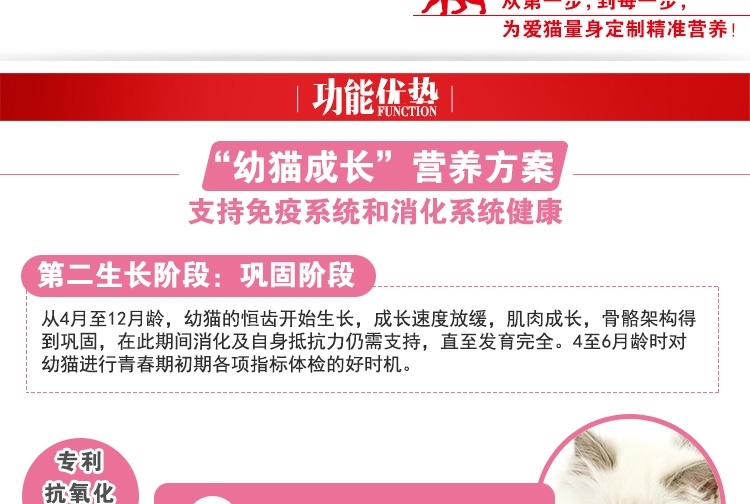 从第一步，到每一步，
为爱猫量身定制精准营养！
功能优势
FUNCTION
“幼猫成长”营养方案
支持免疫系统和消化系统健康
第二生长阶段：巩固阶段
从4月至12月龄，幼猫的恒齿开始生长，成长速度放缓，肌肉成长，骨骼架构得
到巩固，在此期间消化及自身抵抗力仍需支持，直至发育完全。4至6月龄时对
幼猫进行青春期初期各项指标体检的好时机。
专利
抗氧化